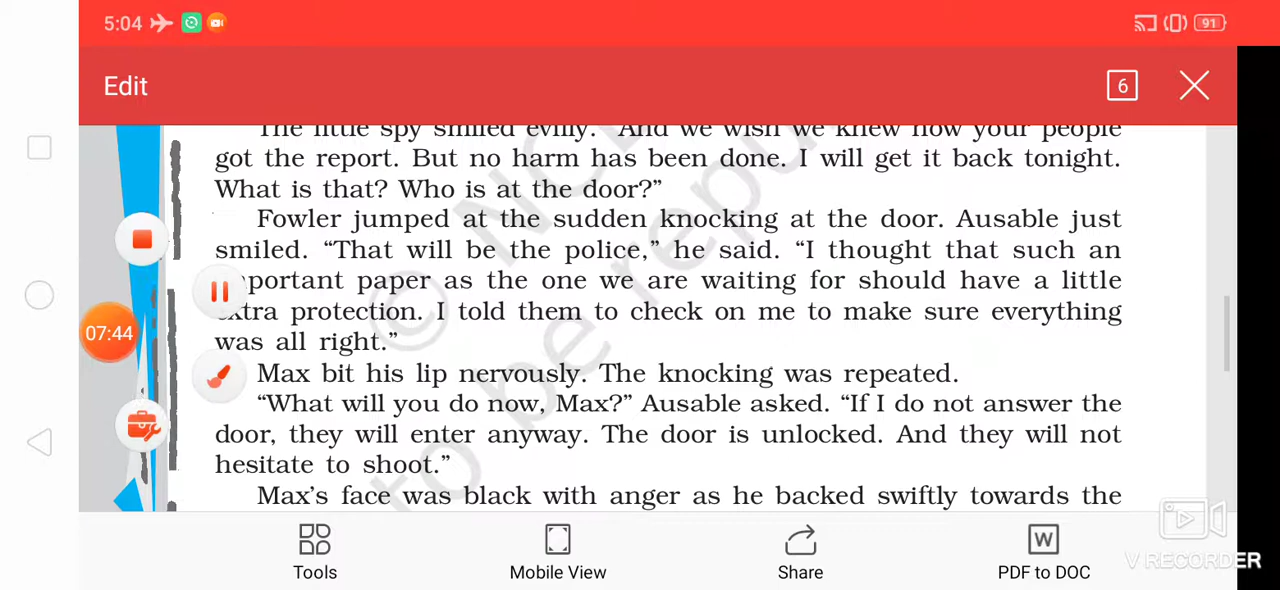 5:04
91
Edit
6
The little spy smiled evilly. “And we wish we knew how your people
got the report. But no harm has been done. I will get it back tonight.
What is that? Who is at the door?”
Fowler jumped at the sudden knocking at the door. Ausable just
smiled. “That will be the police,” he said. “I thought that such an
portant paper as the one we are waiting for should have a little
extra protection. I told them to check on me to make sure everything
was all right.”
Max bit his lip nervously. The knocking was repeated.
“What will you do now, Max?” Ausable asked. “If I do not answer the
door, they will enter anyway. The door is unlocked. And they will not
hesitate to shoot.”
Max’s face was black with anger as he backed swiftly towards the
07:44
Tools
Mobile View
Share
W
PDF to DOC
V RECORDER
© NC
to be repu